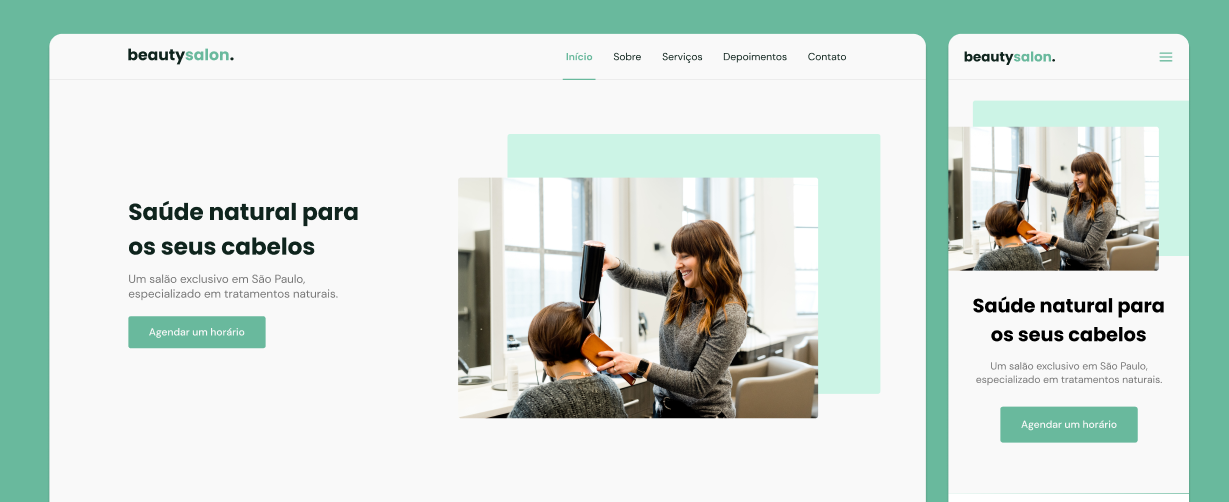 beautysalon.
Início Sobre Serviços Depoimentos Contato
Saúde natural para
os seus cabelos
Um salão exclusivo em São Paulo,
especializado em tratamentos naturais.
Agendar um horário
beautysalon.
Saúde natural para
os seus cabelos
Um salão exclusivo em São Paulo,
especializado em tratamentos naturais.
Agendar um horário